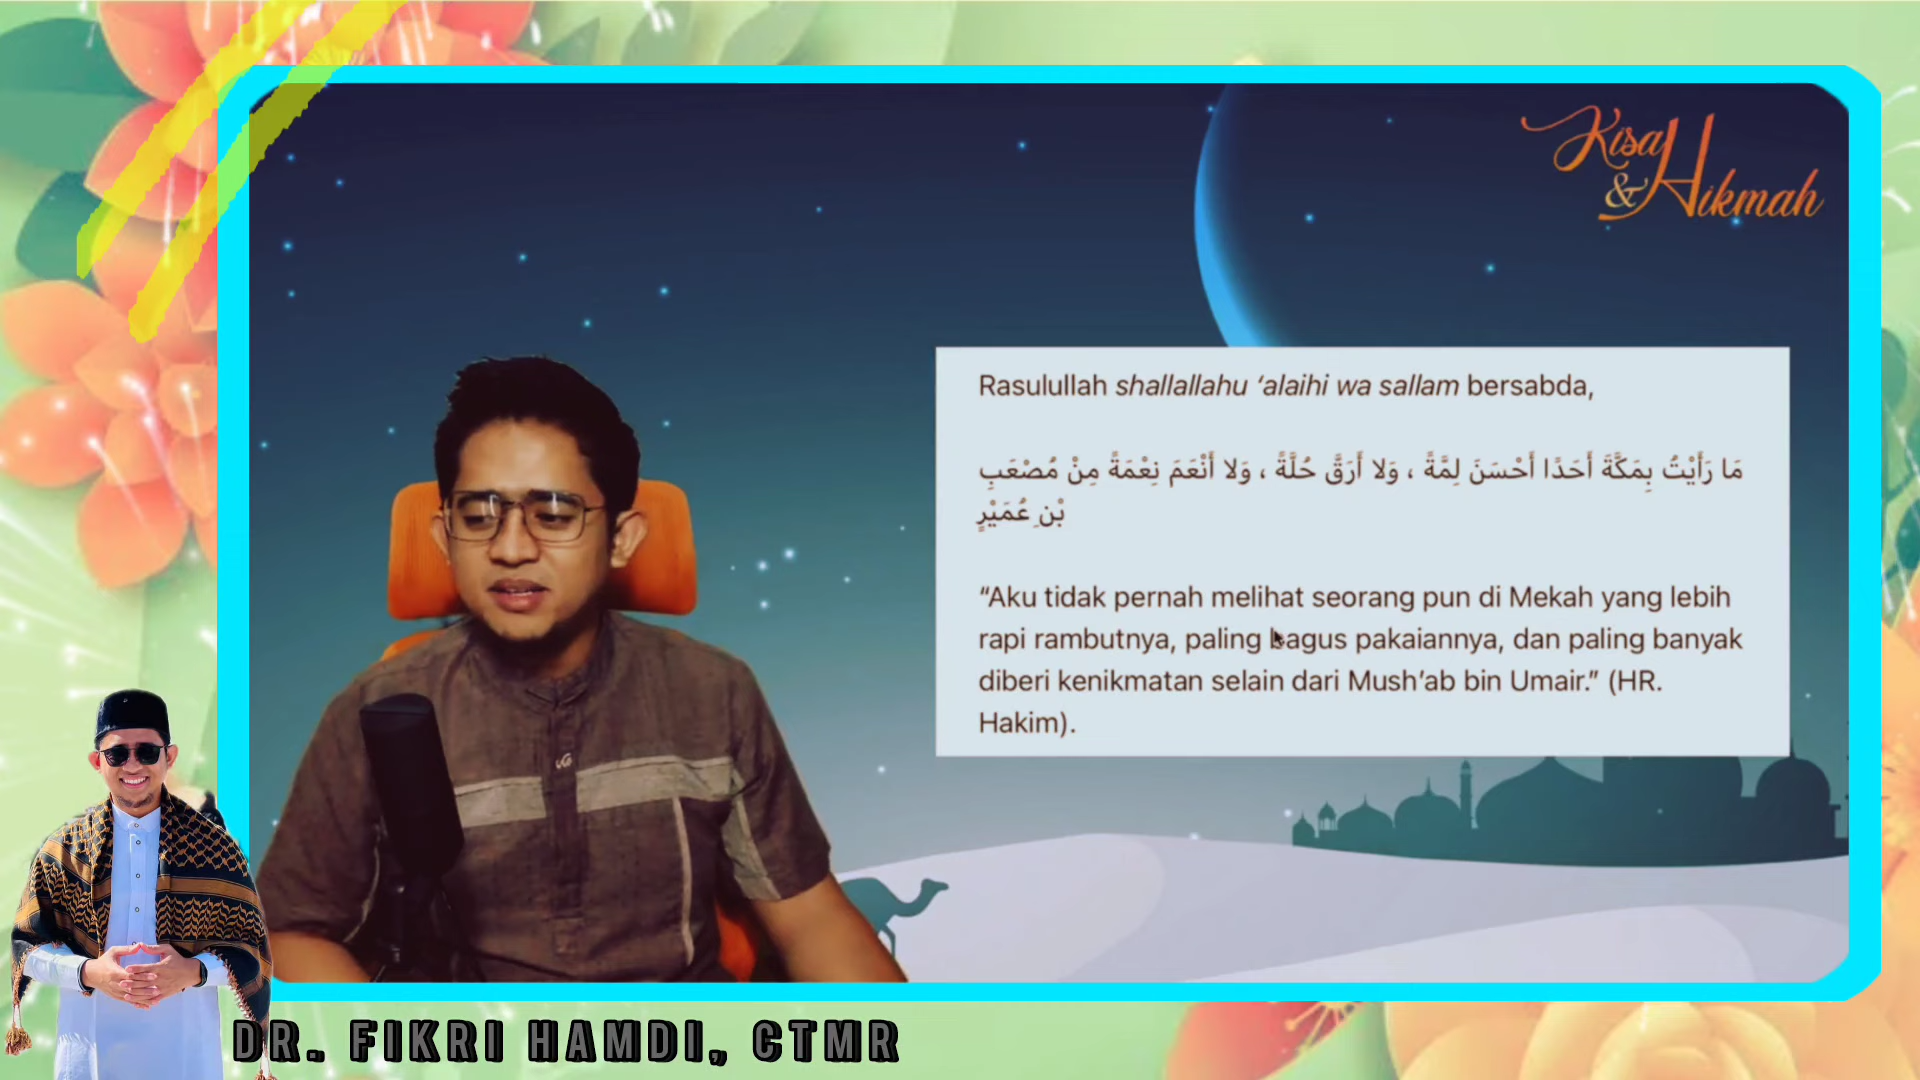 Kisah
& Hikmah
Rasulullah shallallahu ‘alaihi wa sallam bersabda,
مَا رَأَيْتُ بِمَكَّةَ أَحَدًا أَحْسَنَ لِمَّةً ، وَلا أَرَقَّ حُلَّةً ، وَلا أَنْعَمَ نِعْمَةً مِنْ مُصْعَبِ
بْنِ عُمَيْرٍ
“Aku tidak pernah melihat seorang pun di Mekah yang lebih
rapi rambutnya, paling bagus pakaiannya, dan paling banyak
diberi kenikmatan selain dari Mush’ab bin Umair.” (HR.
Hakim).
DR. FIKRI HAMDI, CTMR